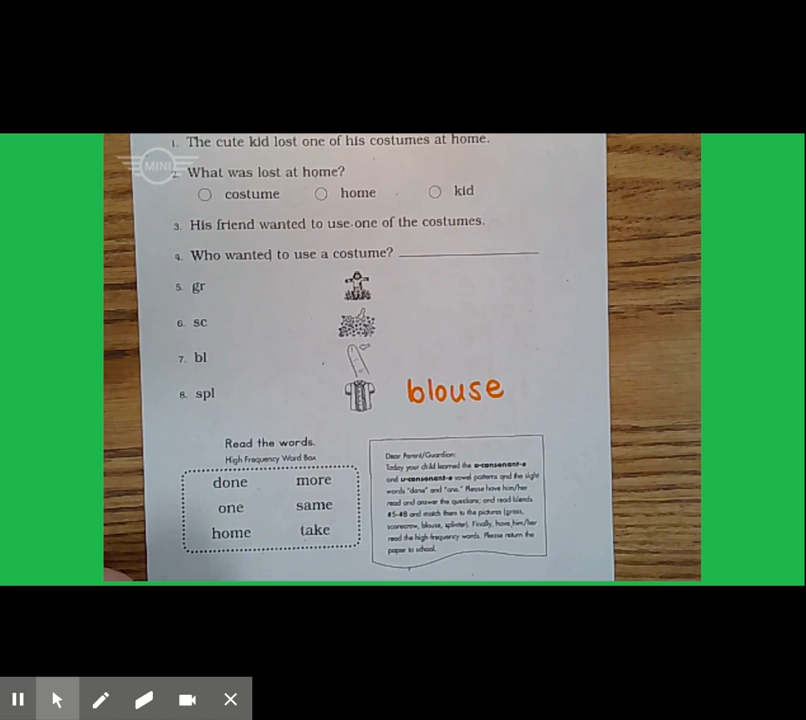 1. The cute kid lost one of his costumes at home.
MINI
2. What was lost at home?
costume home kid
3. His friend wanted to use one of the costumes.
4. Who wanted to use a costume?
5. gr
6. sc
7. bl
8. spl
blouse
Read the words.
High Frequency Word Box
done more
one same
home take
Dear Parent/Guardian:
Today your child learned the o-consonant-e
and u-consonant-e vowel patterns and the sight
words "done" and "one." Please have him/her
read and answer the questions; and read blends
#5-#8 and match them to the pictures (grass,
scarecrow, blouse, splinter). Finally, have him/her
read the high-frequency words. Please return the
paper to school.